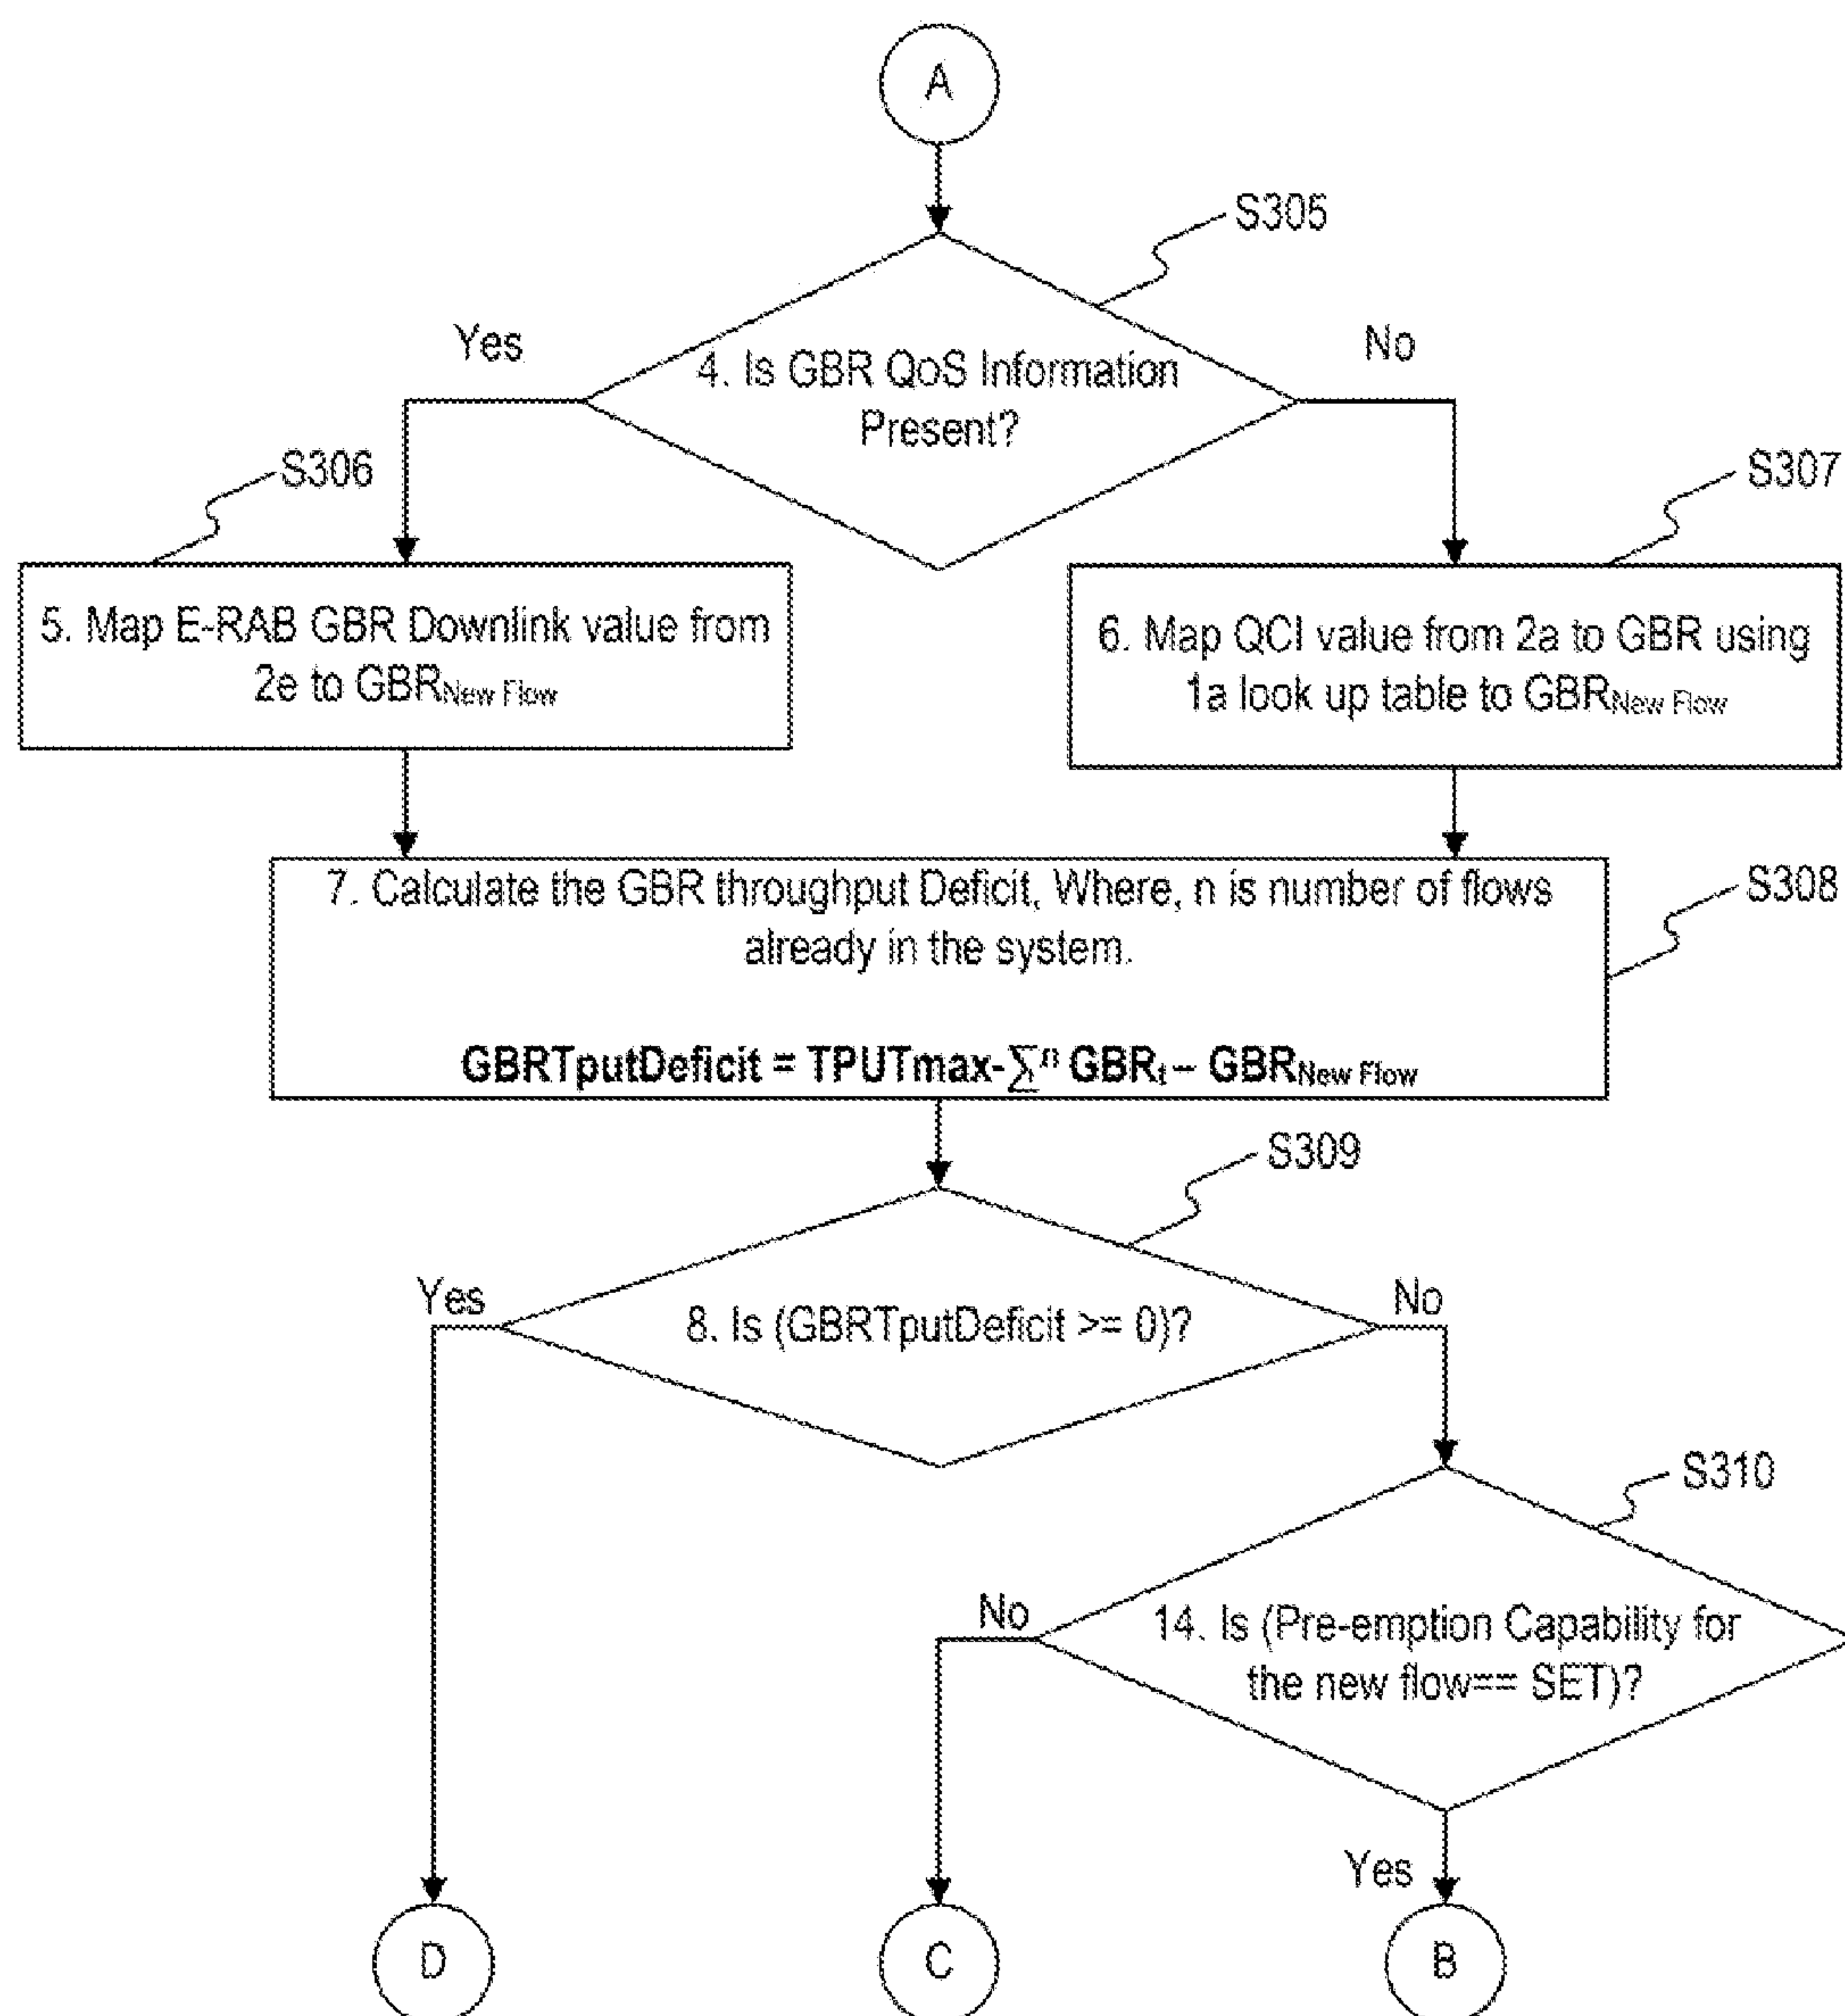 A
S305
Yes
No
4. Is GBR QoS Information
Present?
S306
S307
5. Map E-RAB GBR Downlink value from
2e to GBRNew Flow
6. Map QCI value from 2a to GBR using
1a look up table to GBRNew Flow
S308
7. Calculate the GBR throughput Deficit, Where, n is number of flows
already in the system.
GBRTputDeficit = TPUTmax-∑ⁿ GBRt – GBRNew Flow
S309
Yes
No
8. Is (GBRTputDeficit >= 0)?
S310
No
14. Is (Pre-emption Capability for
the new flow== SET)?
Yes
D
C
B